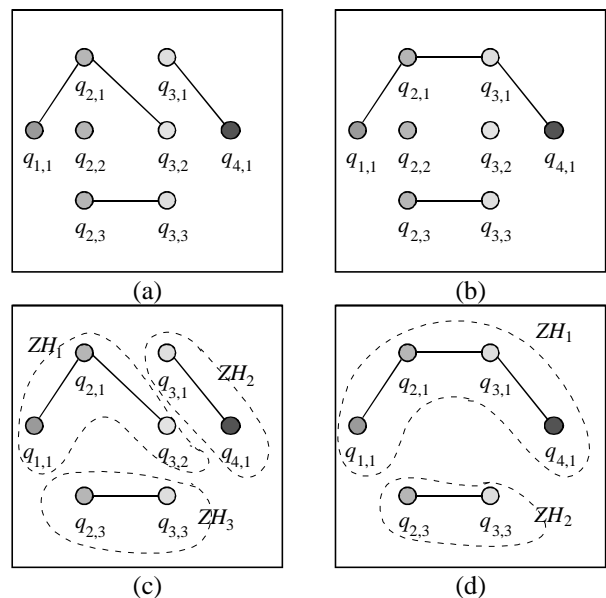 q2,1 q3,1
q1,1 q2,2 q3,2 q4,1
q2,3 q3,3
(a)
q2,1 q3,1
q1,1 q2,2 q3,2 q4,1
q2,3 q3,3
(b)
ZH1 q2,1 q3,1 ZH2
q1,1 q3,2 q4,1
q2,3 q3,3 ZH3
(c)
ZH1
q2,1 q3,1
q1,1 q4,1
q2,3 q3,3 ZH2
(d)